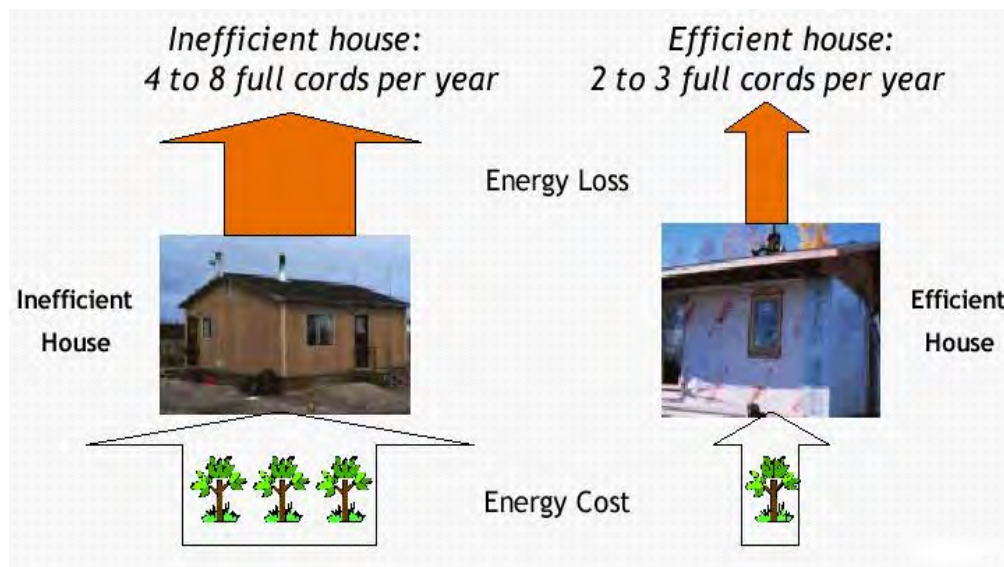 Inefficient house:
4 to 8 full cords per year
Efficient house:
2 to 3 full cords per year
Energy Loss
Inefficient
House
Efficient
House
Energy Cost